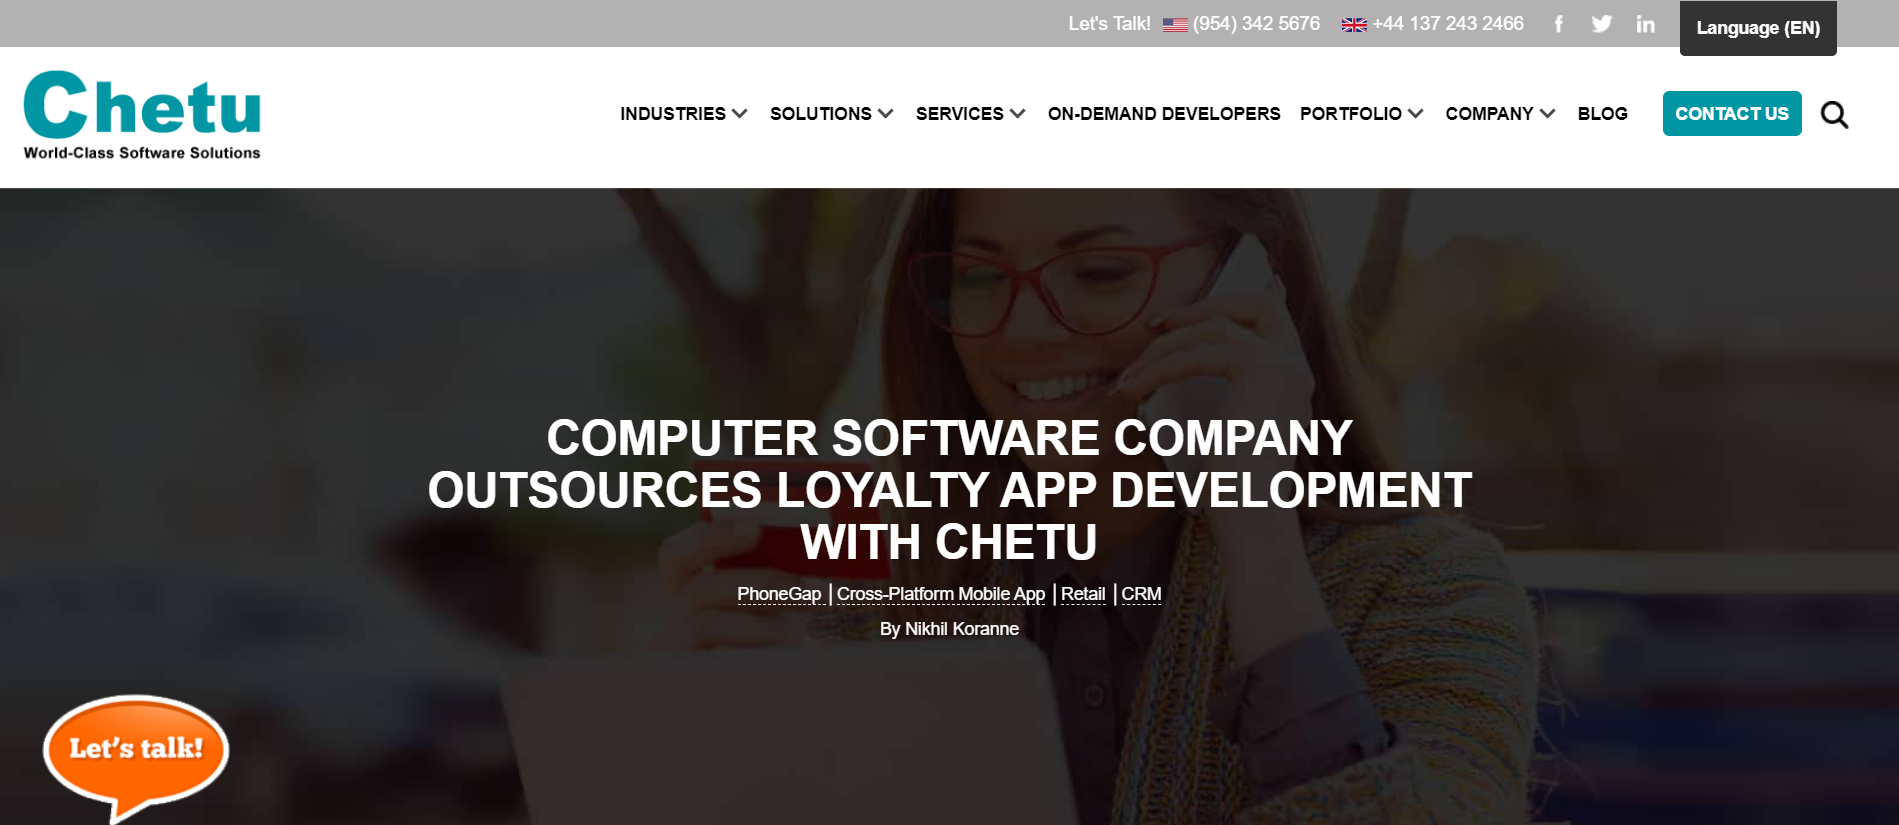 Let's Talk! (954) 342 5676 +44 137 243 2466 f in Language (EN)
Chetu
World-Class Software Solutions
INDUSTRIES SOLUTIONS SERVICES ON-DEMAND DEVELOPERS PORTFOLIO COMPANY BLOG CONTACT US
COMPUTER SOFTWARE COMPANY
OUTSOURCES LOYALTY APP DEVELOPMENT
WITH CHETU
PhoneGap | Cross-Platform Mobile App | Retail | CRM
By Nikhil Koranne
Let's talk!